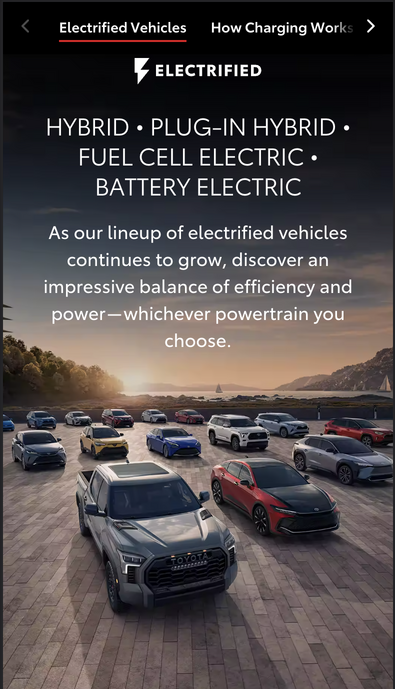 Electrified Vehicles
How Charging Works
ELECTRIFIED
HYBRID • PLUG-IN HYBRID •
FUEL CELL ELECTRIC •
BATTERY ELECTRIC
As our lineup of electrified vehicles
continues to grow, discover an
impressive balance of efficiency and
power—whichever powertrain you
choose.
TOYOTA